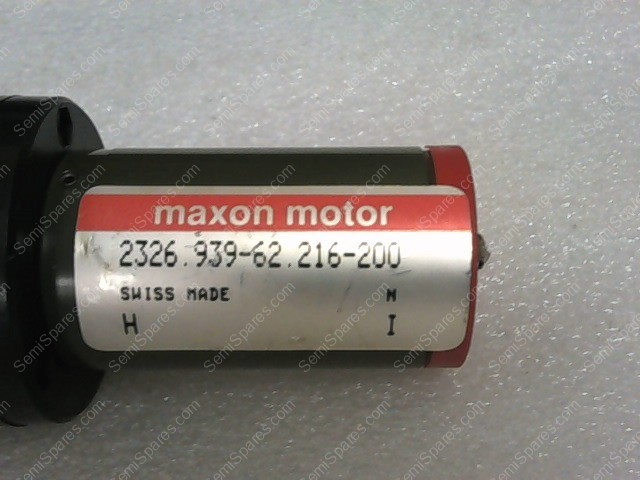 maxon motor
2326.939-62.216-200
SWISS MADE N
H I
SemiSpares.com